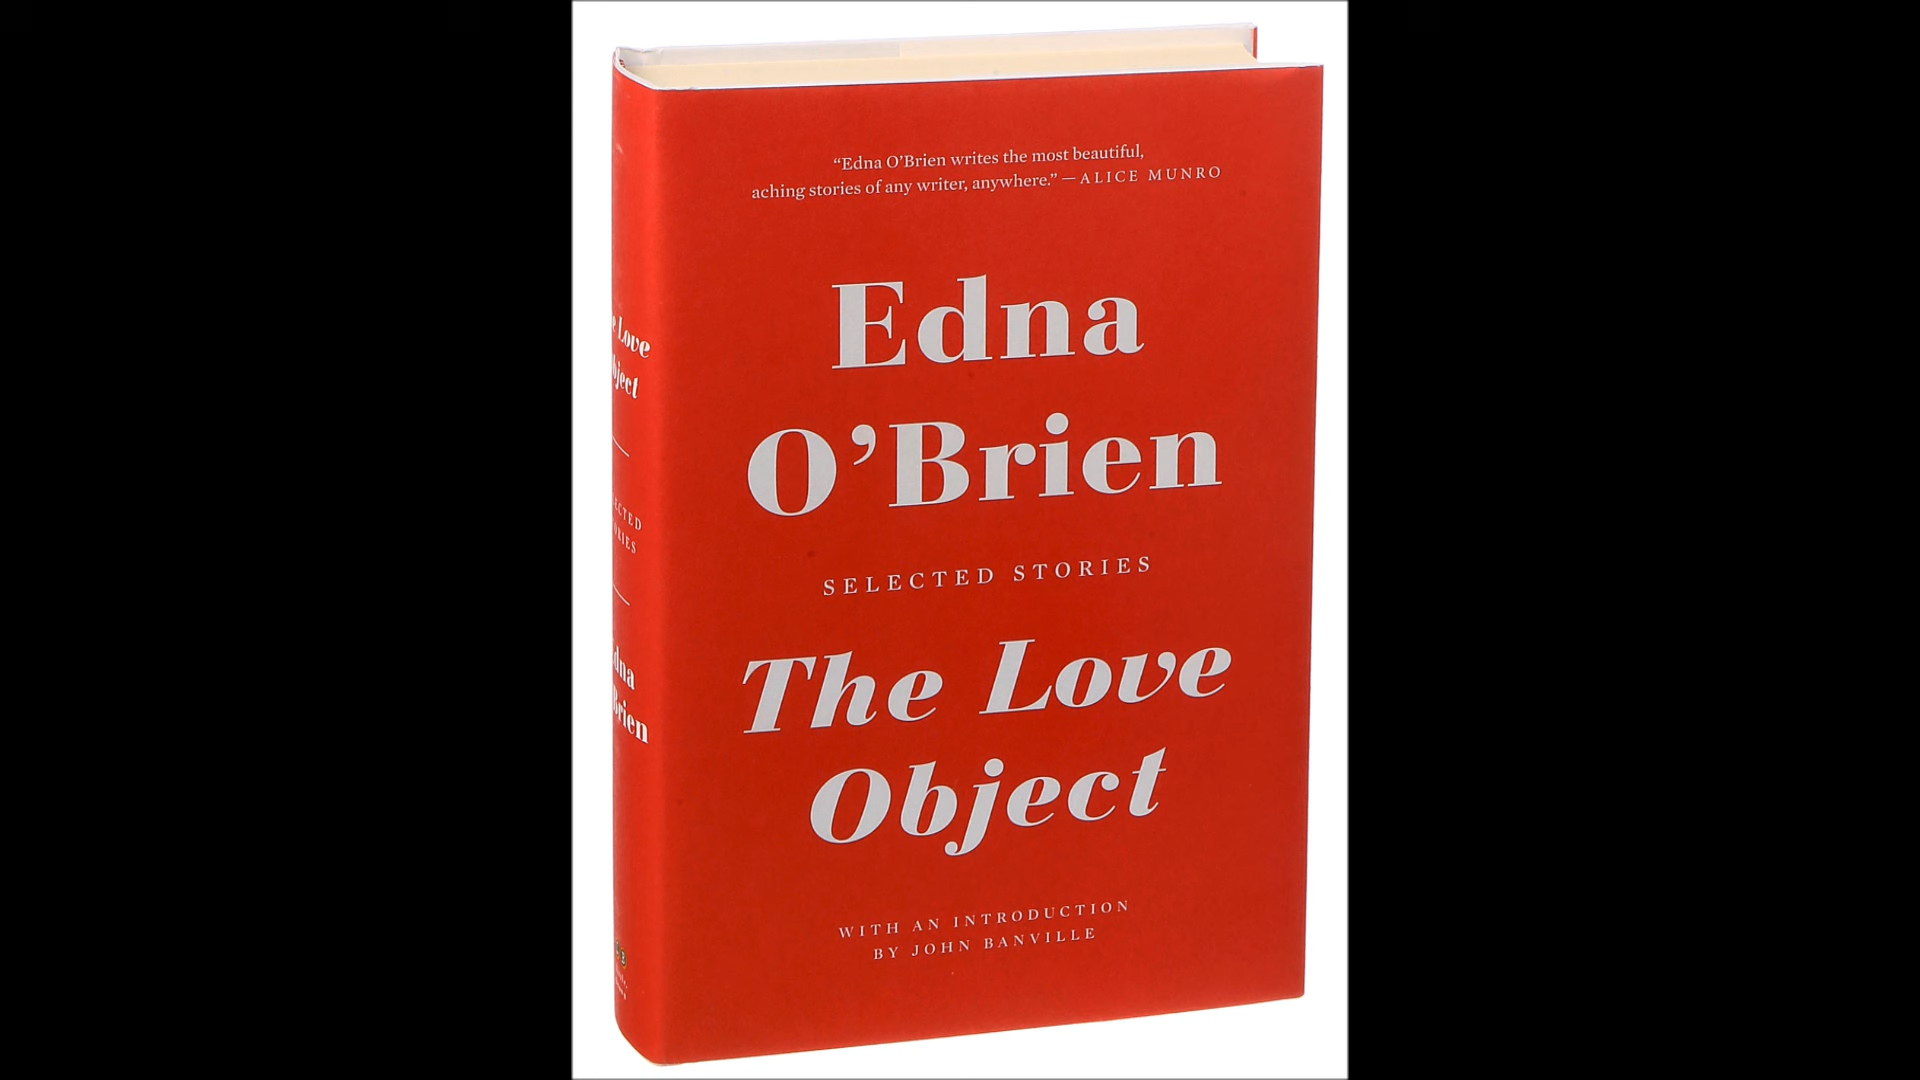 “Edna O’Brien writes the most beautiful,
aching stories of any writer, anywhere.” — ALICE MUNRO
Edna
O’Brien
SELECTED STORIES
The Love
Object
WITH AN INTRODUCTION
BY JOHN BANVILLE
Love